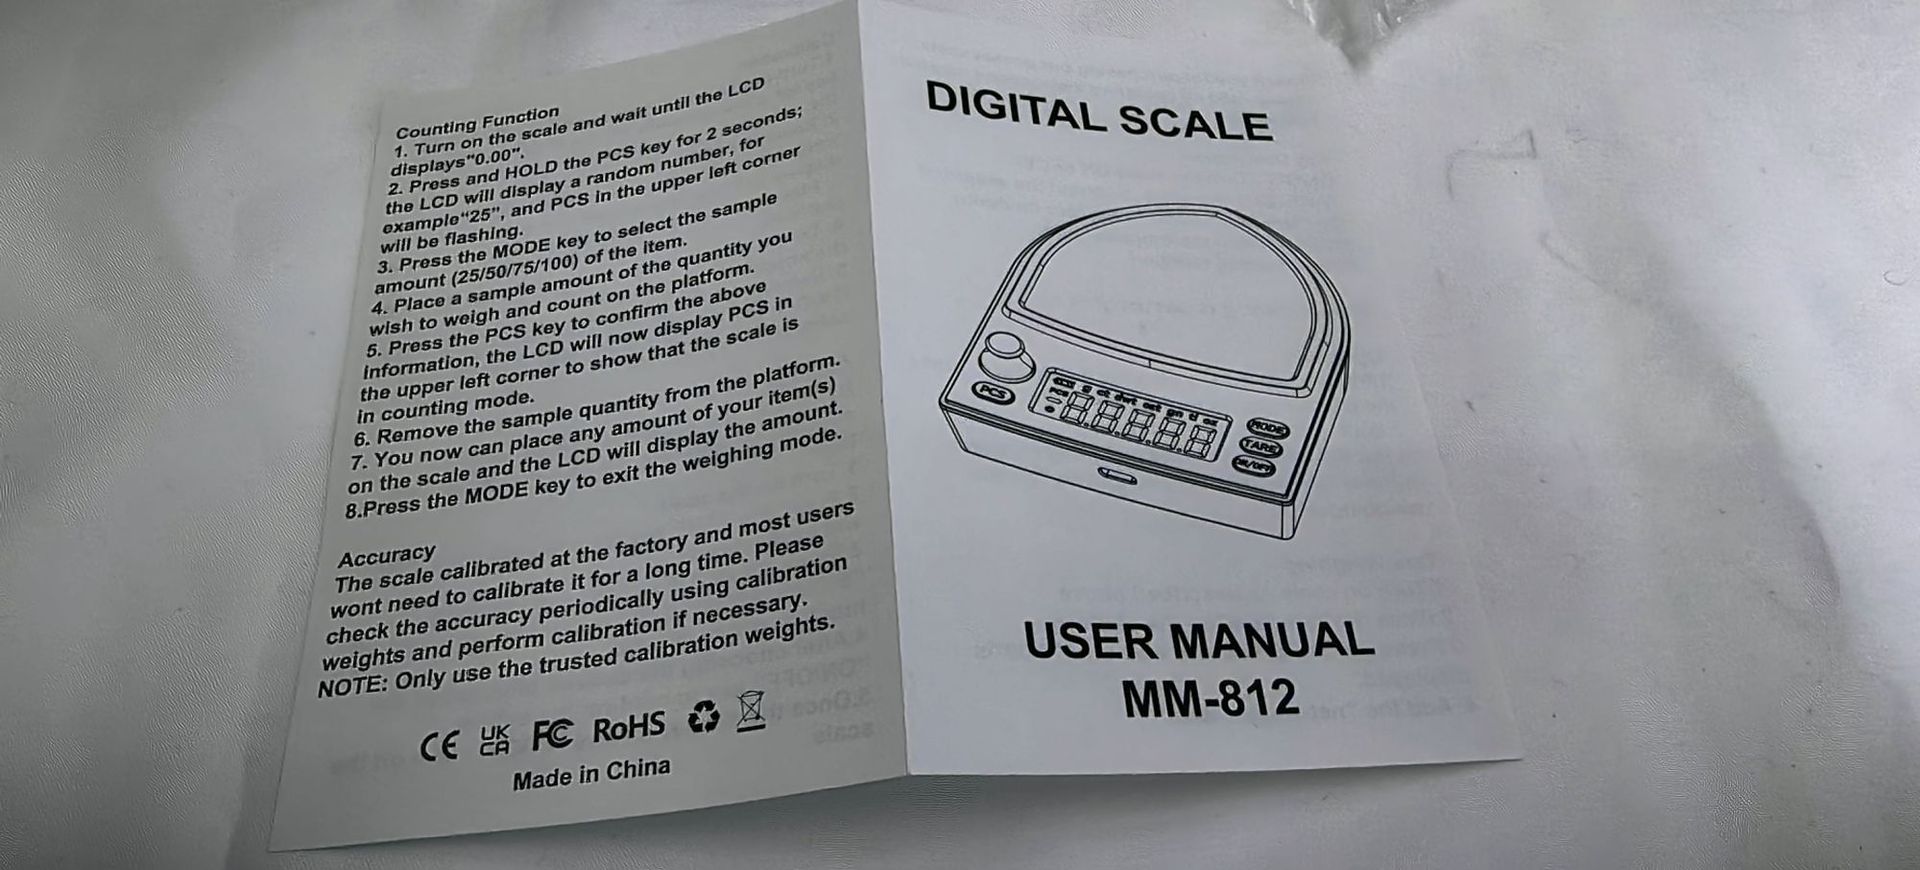 Counting Function
1. Turn on the scale and wait until the LCD
displays"0.00".
2. Press and HOLD the PCS key for 2 seconds;
the LCD will display a random number, for
example"25", and PCS in the upper left corner
will be flashing.
3. Press the MODE key to select the sample
amount (25/50/75/100) of the item.
4. Place a sample amount of the quantity you
wish to weigh and count on the platform.
5. Press the PCS key to confirm the above
information, the LCD will now display PCS in
the upper left corner to show that the scale is
in counting mode.
6. Remove the sample quantity from the platform.
7. You now can place any amount of your item(s)
on the scale and the LCD will display the amount.
8.Press the MODE key to exit the weighing mode.
Accuracy
The scale calibrated at the factory and most users
wont need to calibrate it for a long time. Please
check the accuracy periodically using calibration
weights and perform calibration if necessary.
NOTE: Only use the trusted calibration weights.
CE UK CA FC RoHS
Made in China
DIGITAL SCALE
PCS
g ct dwt ozt gn tl oz
PCS
88888
MODE
TARE
ON/OFF
USER MANUAL
MM-812